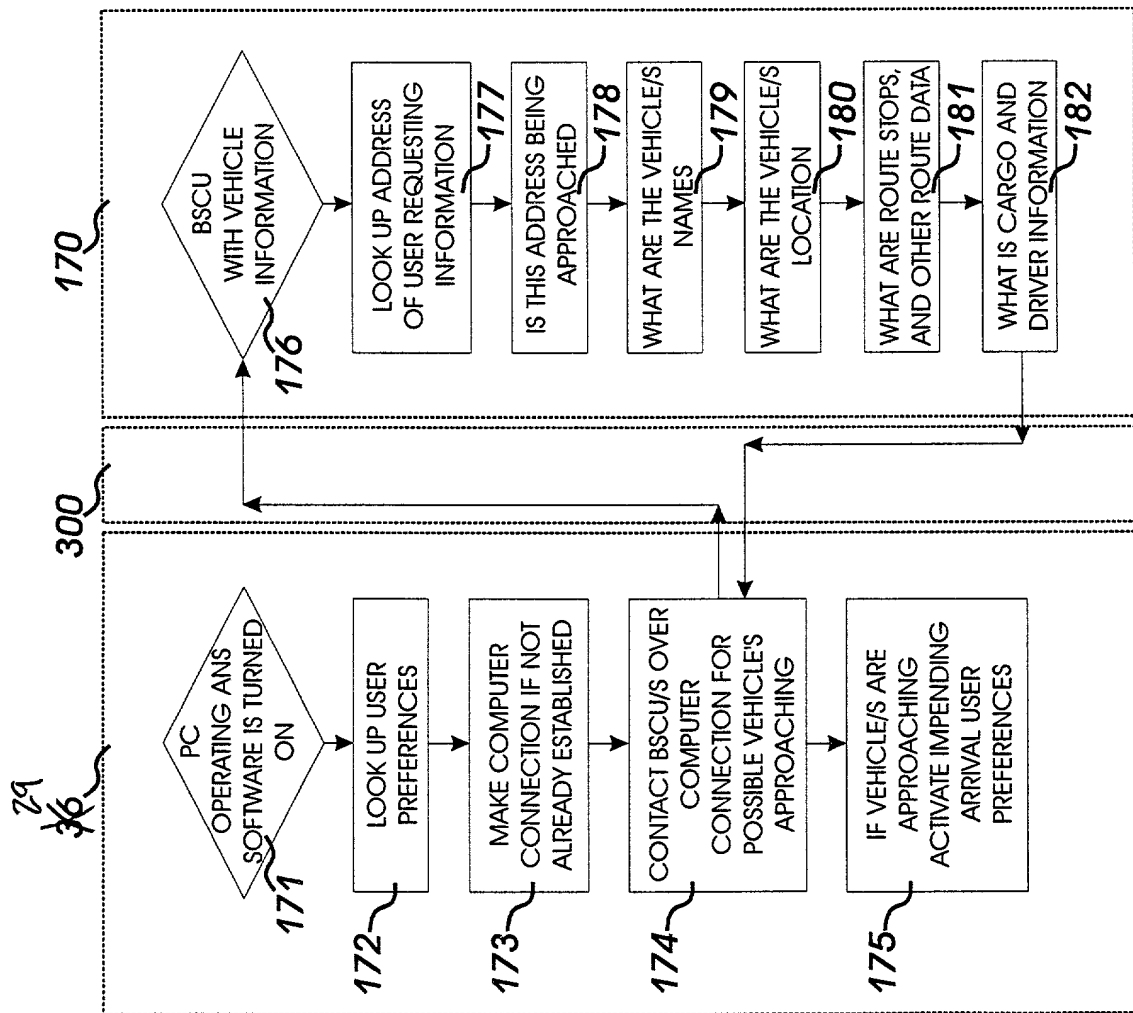 29
36
300
170
PC
OPERATING ANS
SOFTWARE IS TURNED
ON
171
LOOK UP USER
PREFERENCES
172
MAKE COMPUTER
CONNECTION IF NOT
ALREADY ESTABLISHED
173
CONTACT BSCU/S OVER
COMPUTER
CONNECTION FOR
POSSIBLE VEHICLE'S
APPROACHING
174
IF VEHICLE/S ARE
APPROACHING
ACTIVATE IMPENDING
ARRIVAL USER
PREFERENCES
175
BSCU
WITH VEHICLE
INFORMATION
176
LOOK UP ADDRESS
OF USER REQUESTING
INFORMATION
177
IS THIS ADDRESS BEING
APPROACHED
178
WHAT ARE THE VEHICLE/S
NAMES
179
WHAT ARE THE VEHICLE/S
LOCATION
180
WHAT ARE ROUTE STOPS,
AND OTHER ROUTE DATA
181
WHAT IS CARGO AND
DRIVER INFORMATION
182